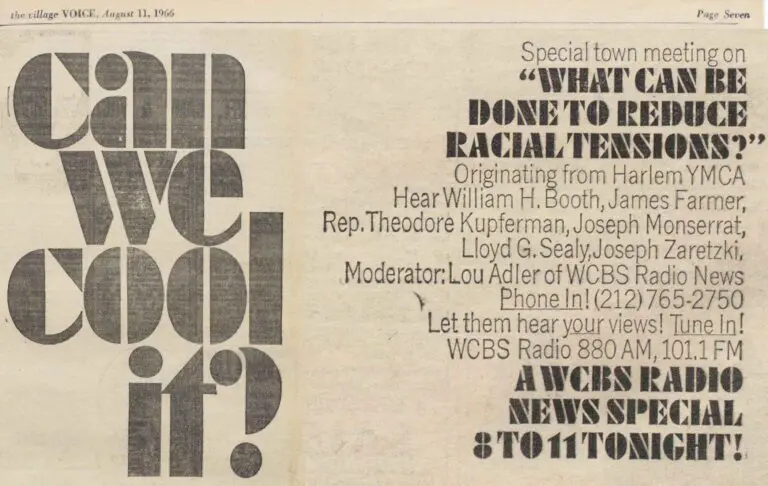 the village VOICE, August 11, 1966
Page Seven
can
we
cool
it?
Special town meeting on
“WHAT CAN BE
DONE TO REDUCE
RACIAL TENSIONS?”
Originating from Harlem YMCA
Hear William H. Booth, James Farmer,
Rep. Theodore Kupferman, Joseph Monserrat,
Lloyd G. Sealy, Joseph Zaretzki,
Moderator: Lou Adler of WCBS Radio News
Phone In! (212) 765-2750
Let them hear your views! Tune In!
WCBS Radio 880 AM, 101.1 FM
A WCBS RADIO
NEWS SPECIAL
8 TO 11 TONIGHT!